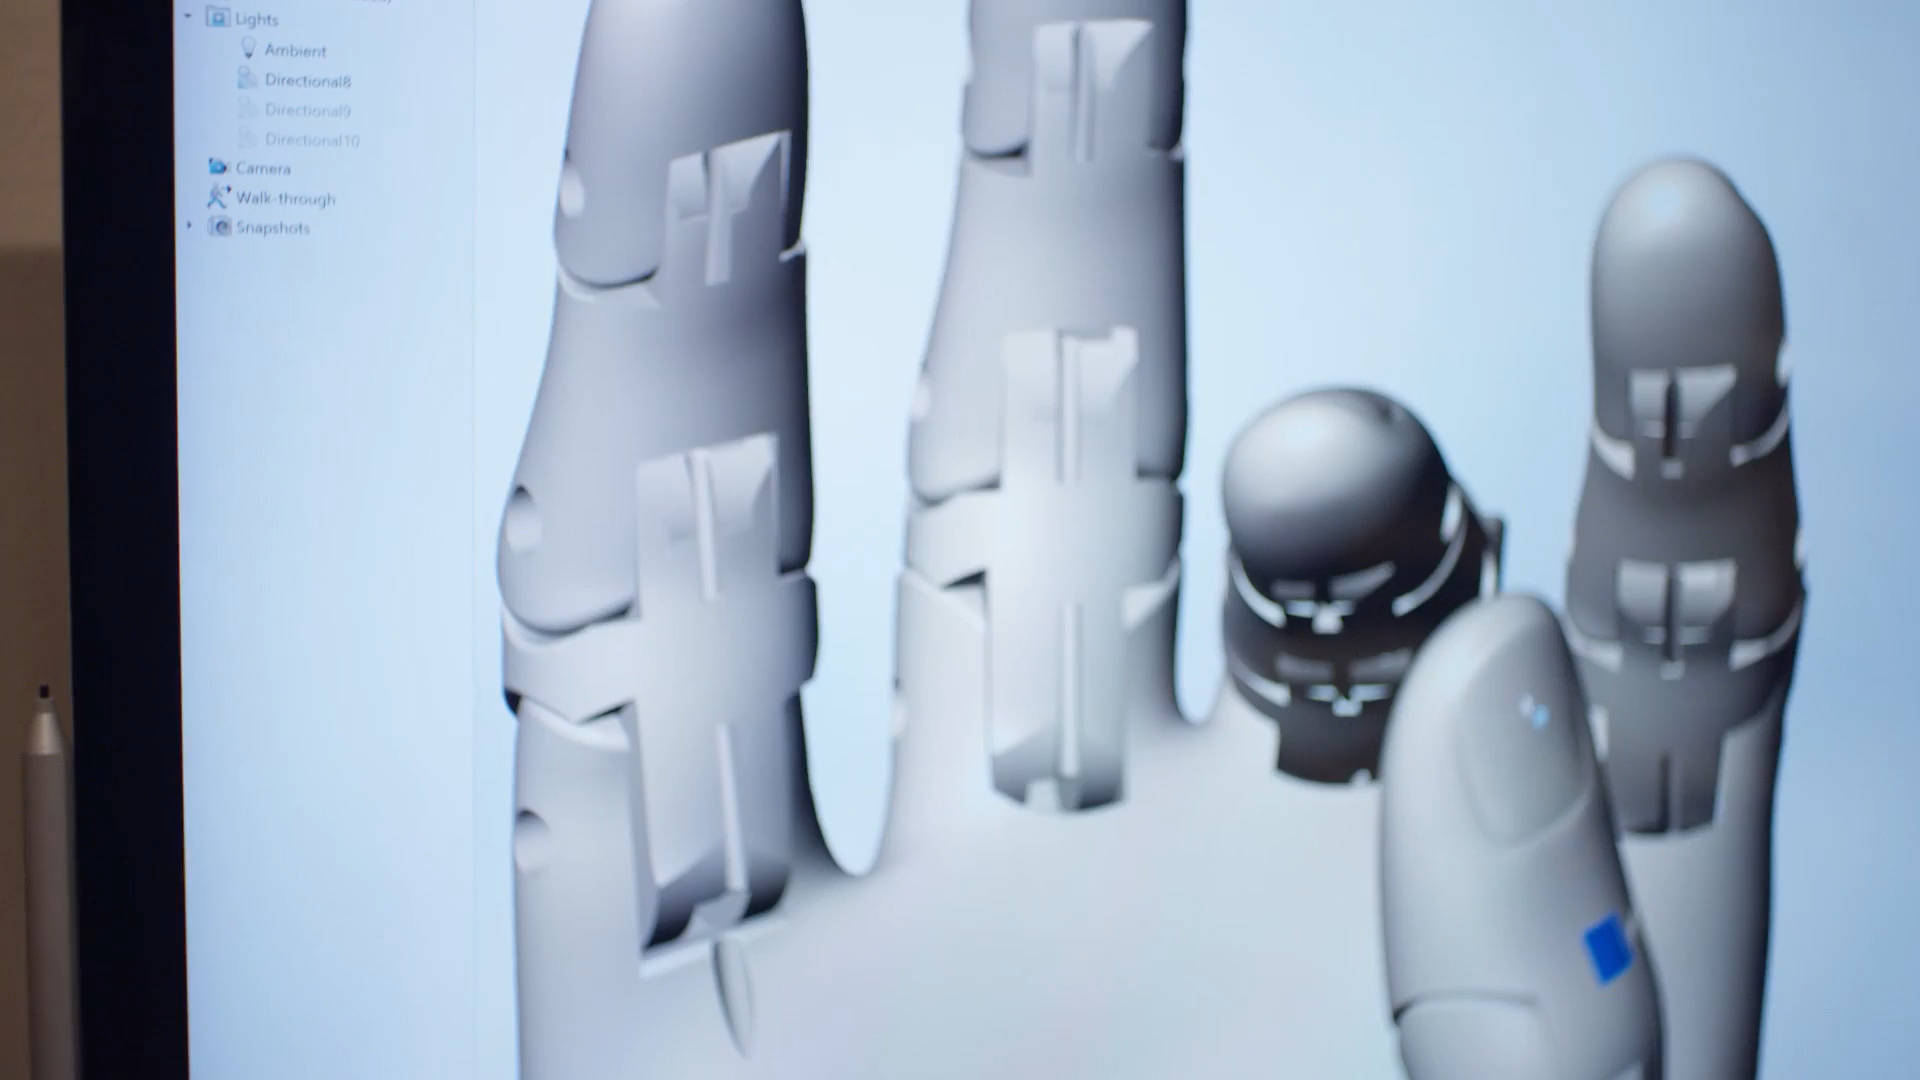 Lights
Ambient
Directional8
Directional9
Directional10
Camera
Walk-through
Snapshots